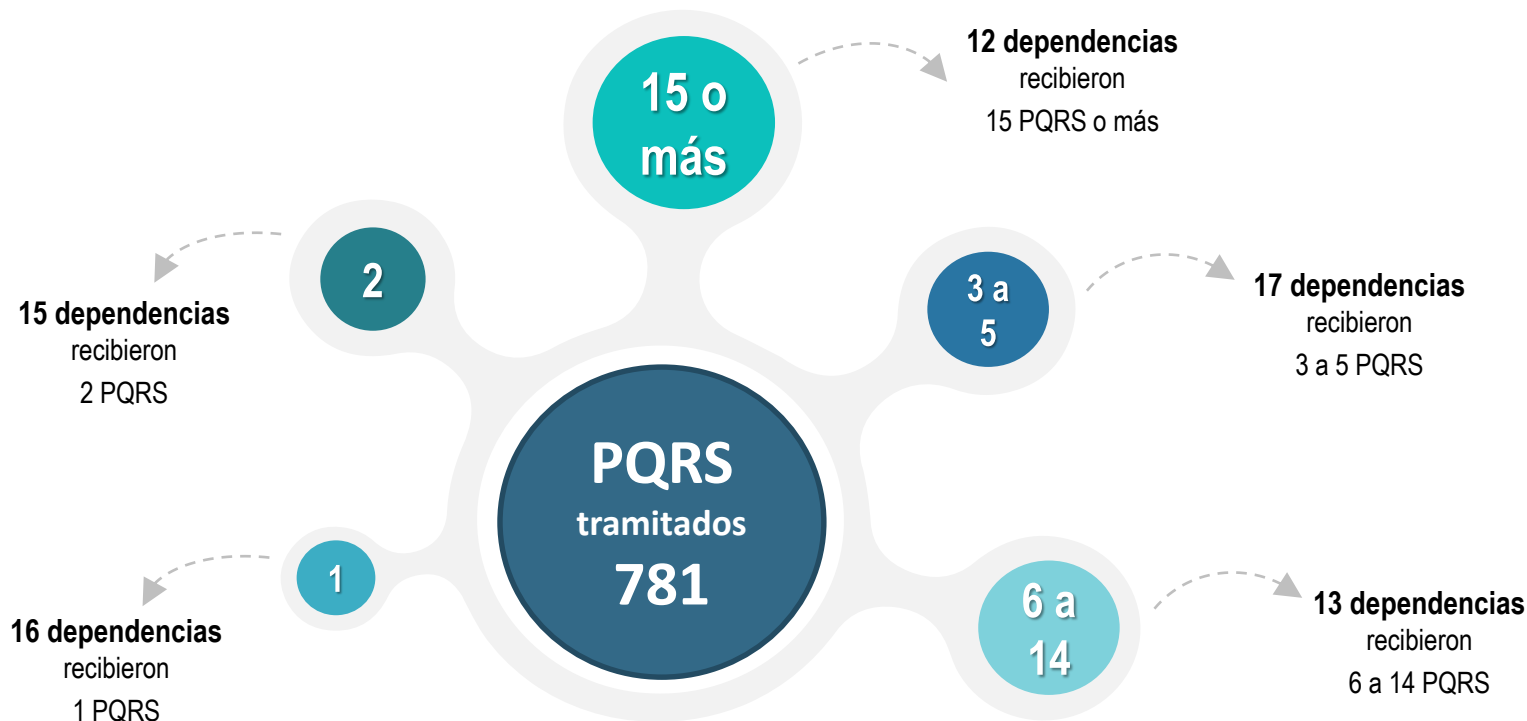 12 dependencias
recibieron
15 PQRS o más
15 o
más
2
15 dependencias
recibieron
2 PQRS
3 a
5
17 dependencias
recibieron
3 a 5 PQRS
PQRS
tramitados
781
1
16 dependencias
recibieron
1 PQRS
6 a
14
13 dependencias
recibieron
6 a 14 PQRS